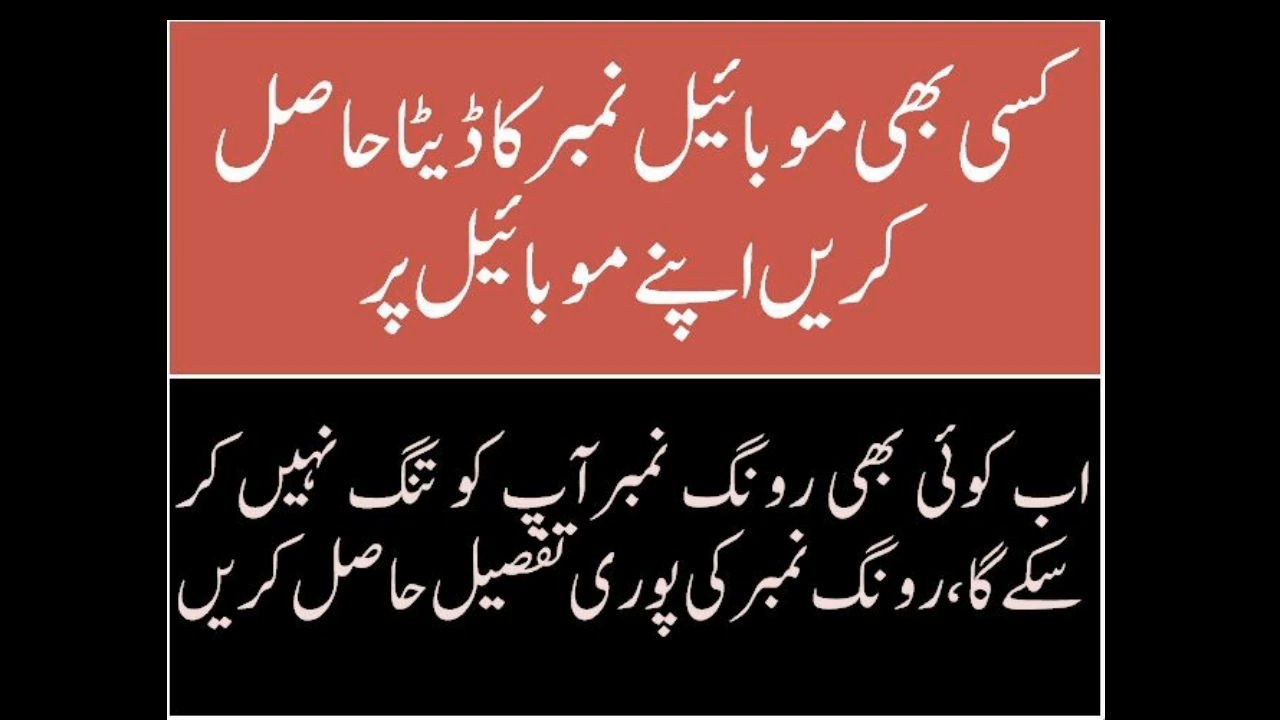 کسی بھی موبائیل نمبر کا ڈیٹا حاصل
کریں اپنے موبائیل پر
اب کوئی بھی رونگ نمبر آپ کو تنگ نہیں کر
سکے گا، رونگ نمبر کی پوری تفصیل حاصل کریں